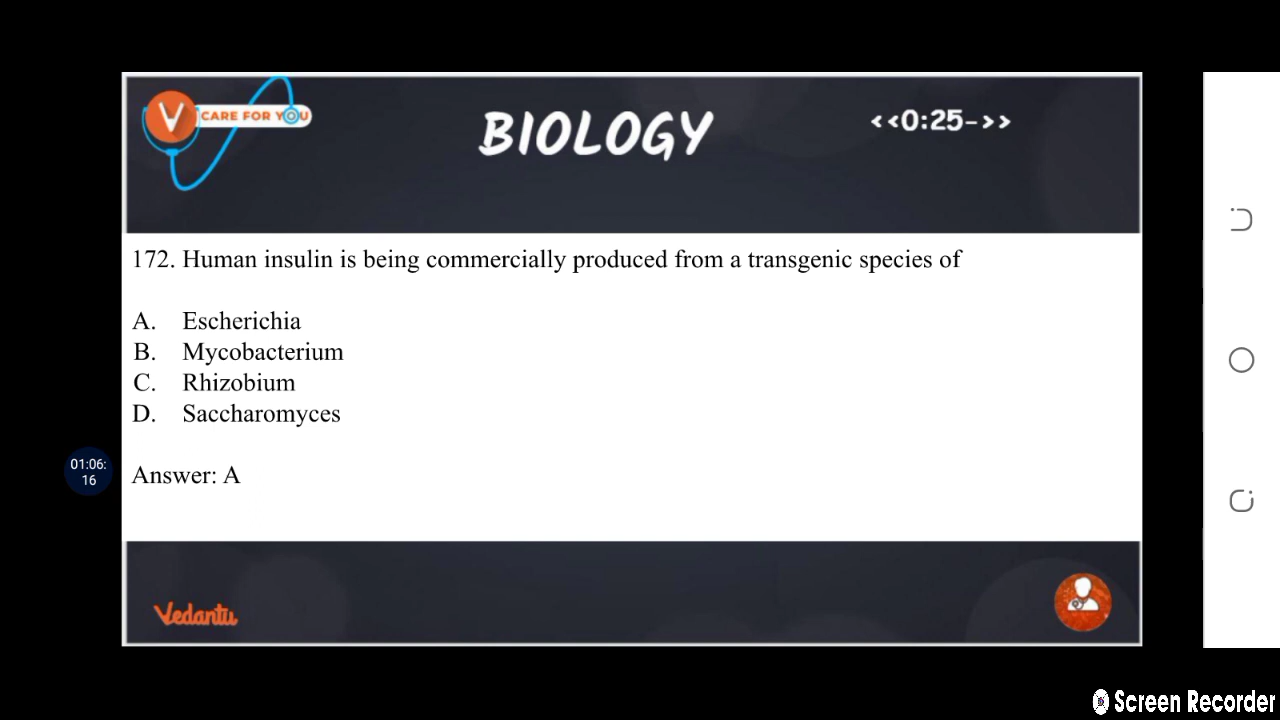 V CARE FOR YOU
BIOLOGY
<<0:25->>
172. Human insulin is being commercially produced from a transgenic species of
A. Escherichia
B. Mycobacterium
C. Rhizobium
D. Saccharomyces
01:06:
16
Answer: A
Vedantu
Screen Recorder